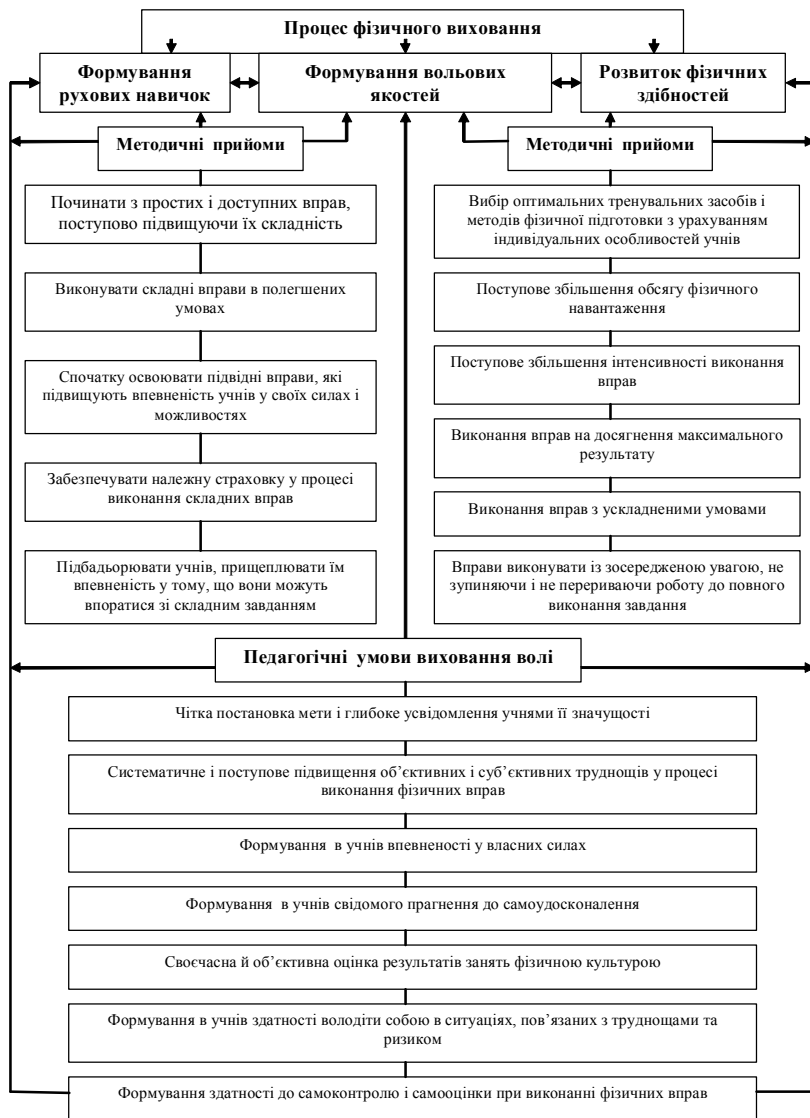 Процес фізичного виховання
Формування
рухових навичок
Формування вольових
якостей
Розвиток фізичних
здібностей
Методичні прийоми
Починати з простих і доступних вправ,
поступово підвищуючи їх складність
Виконувати складні вправи в полегшених
умовах
Спочатку освоювати підвідні вправи, які
підвищують впевненість учнів у своїх силах і
можливостях
Забезпечувати належну страховку у процесі
виконання складних вправ
Підбадьорювати учнів, прищеплювати їм
впевненість у тому, що вони можуть
впоратися зі складним завданням
Методичні прийоми
Вибір оптимальних тренувальних засобів і
методів фізичної підготовки з урахуванням
індивідуальних особливостей учнів
Поступове збільшення обсягу фізичного
навантаження
Поступове збільшення інтенсивності виконання
вправ
Виконання вправ на досягнення максимального
результату
Виконання вправ з ускладненими умовами
Вправи виконувати із зосередженою увагою, не
зупиняючи і не перериваючи роботу до повного
виконання завдання
Педагогічні умови виховання волі
Чітка постановка мети і глибоке усвідомлення учнями її значущості
Систематичне і поступове підвищення об’єктивних і суб’єктивних труднощів у процесі
виконання фізичних вправ
Формування в учнів впевненості у власних силах
Формування в учнів свідомого прагнення до самоудосконалення
Своєчасна й об’єктивна оцінка результатів занять фізичною культурою
Формування в учнів здатності володіти собою в ситуаціях, пов’язаних з труднощами та
ризиком
Формування здатності до самоконтролю і самооцінки при виконанні фізичних вправ